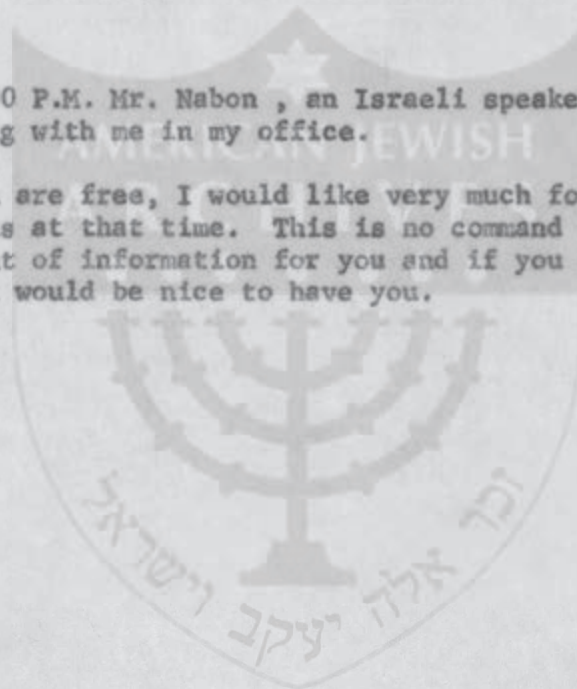 0 P.M. Mr. Nabon , an Israeli speake
g with me in my office.
are free, I would like very much fo
s at that time. This is no command
t of information for you and if you
would be nice to have you.
AMERICAN JEWISH
ARCHIVES
זכר אלה יעקב וישראל